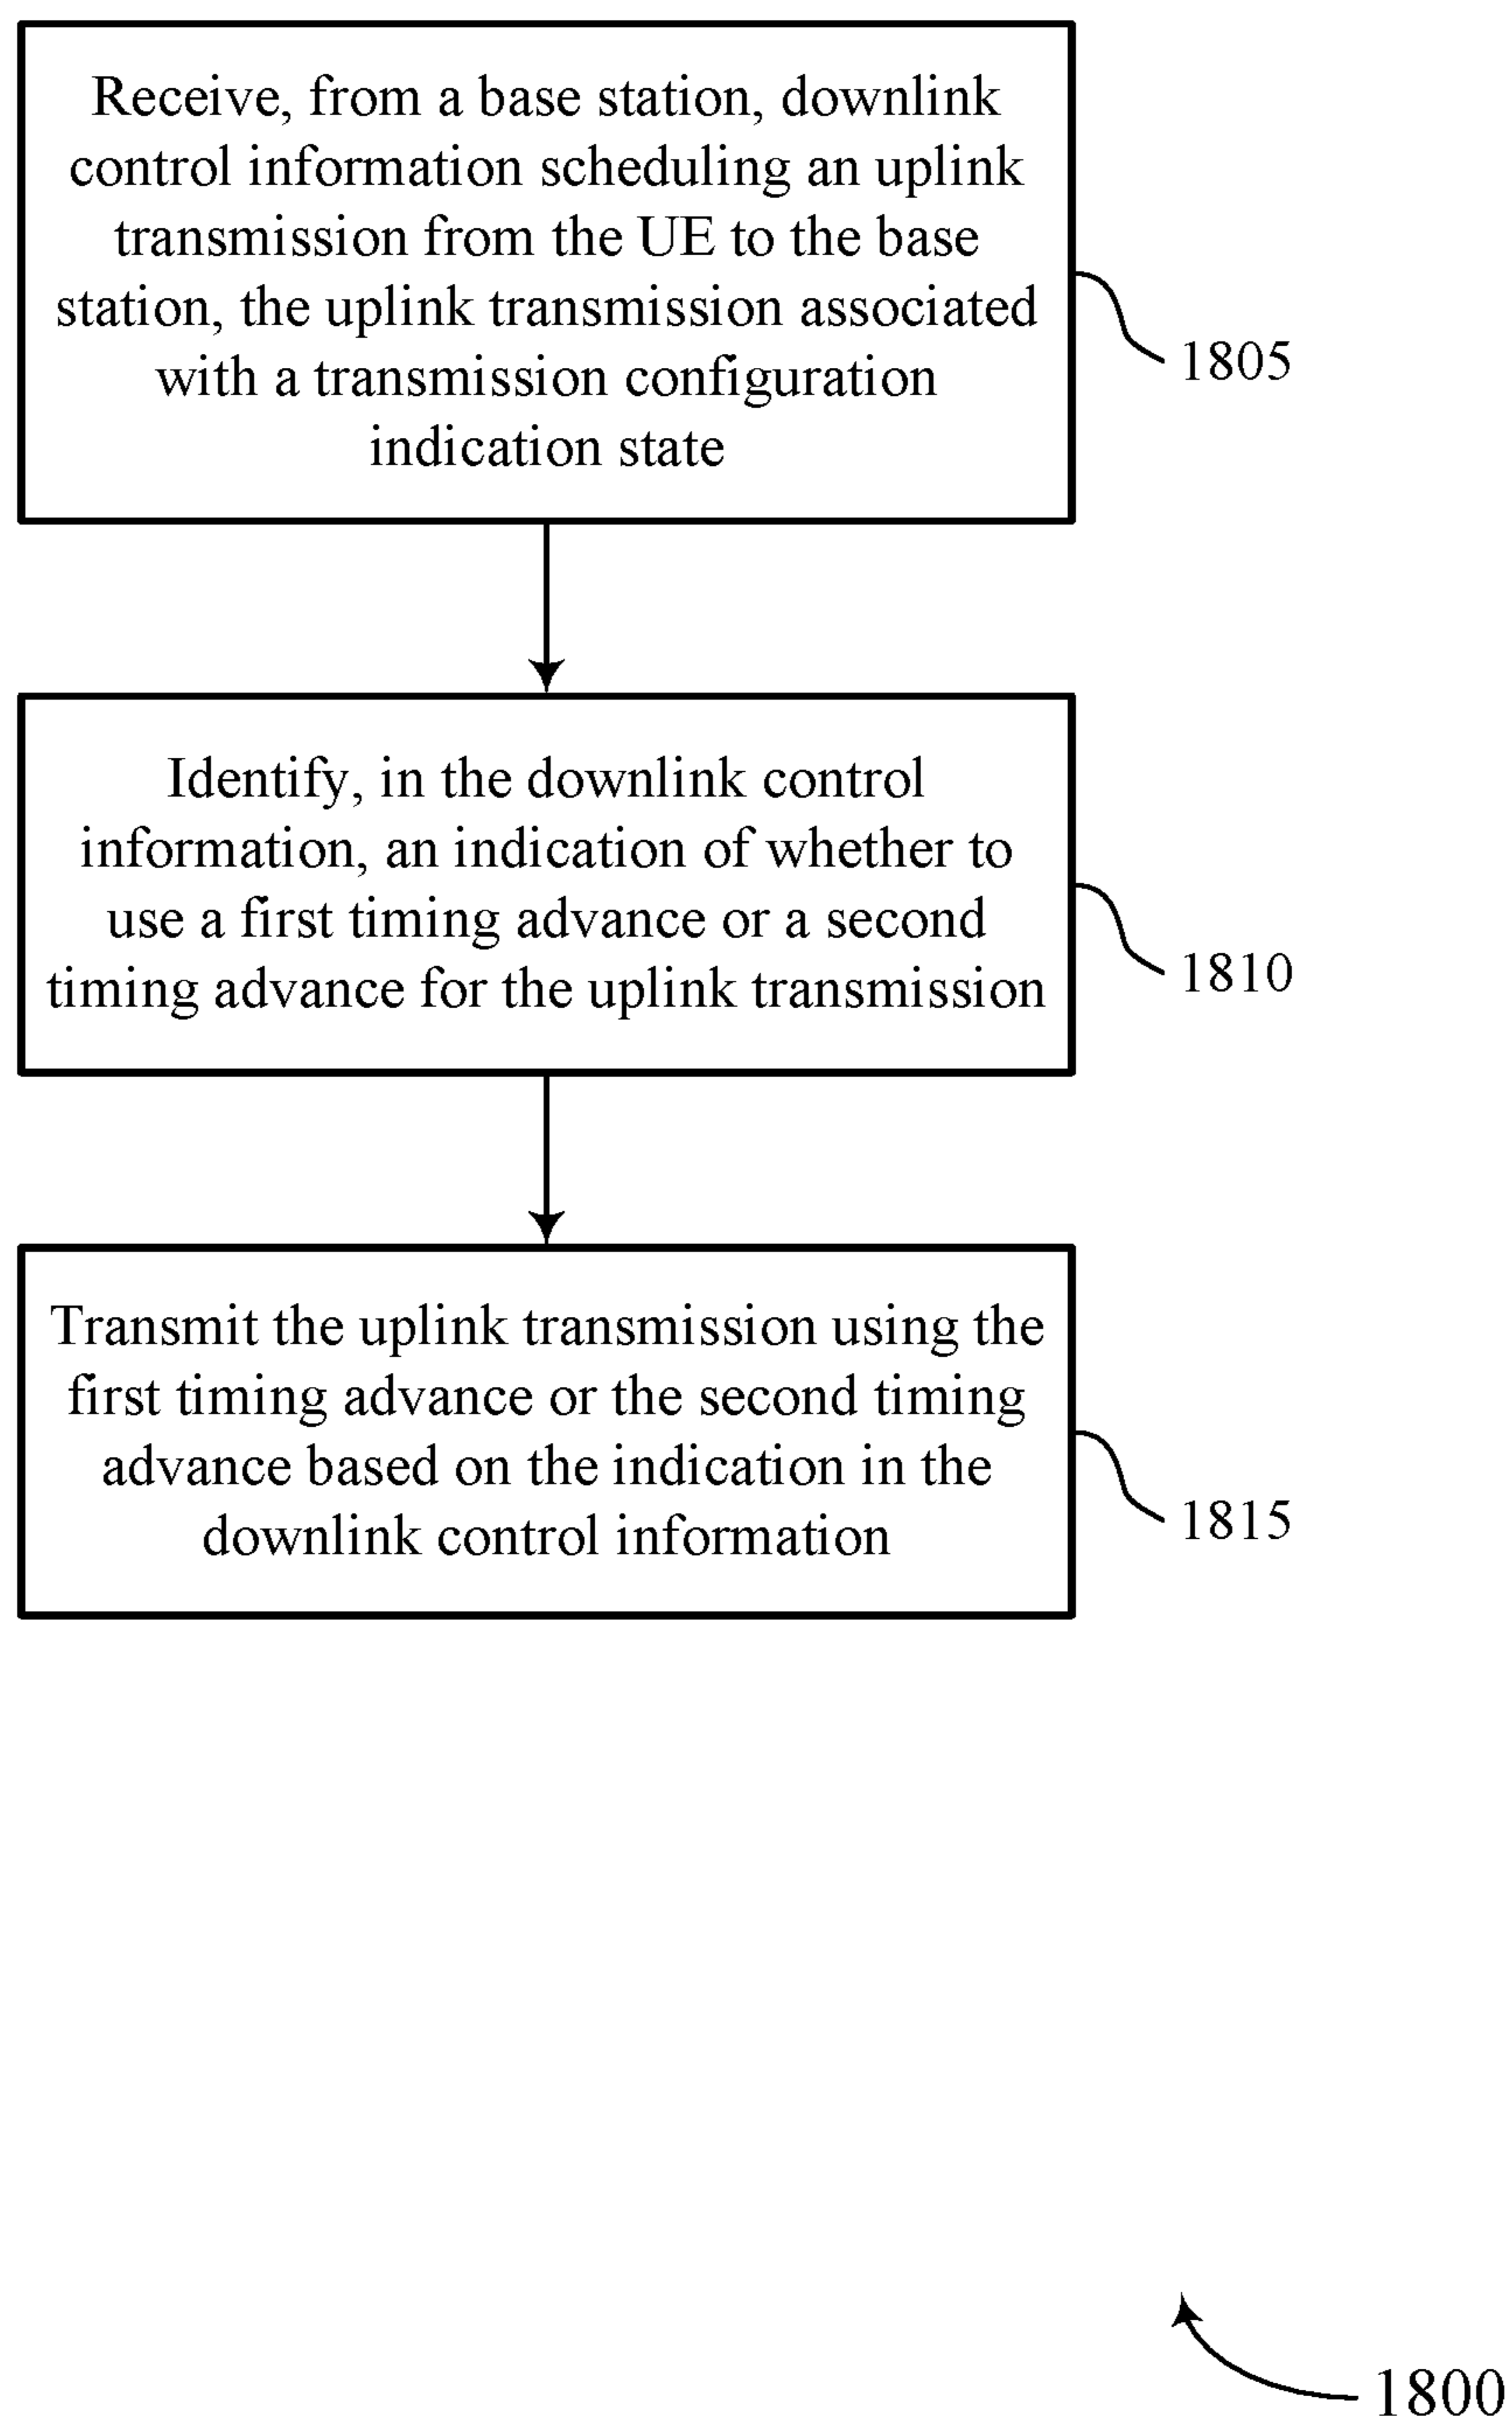 Receive, from a base station, downlink
control information scheduling an uplink
transmission from the UE to the base
station, the uplink transmission associated
with a transmission configuration
indication state
1805
Identify, in the downlink control
information, an indication of whether to
use a first timing advance or a second
timing advance for the uplink transmission
1810
Transmit the uplink transmission using the
first timing advance or the second timing
advance based on the indication in the
downlink control information
1815
1800